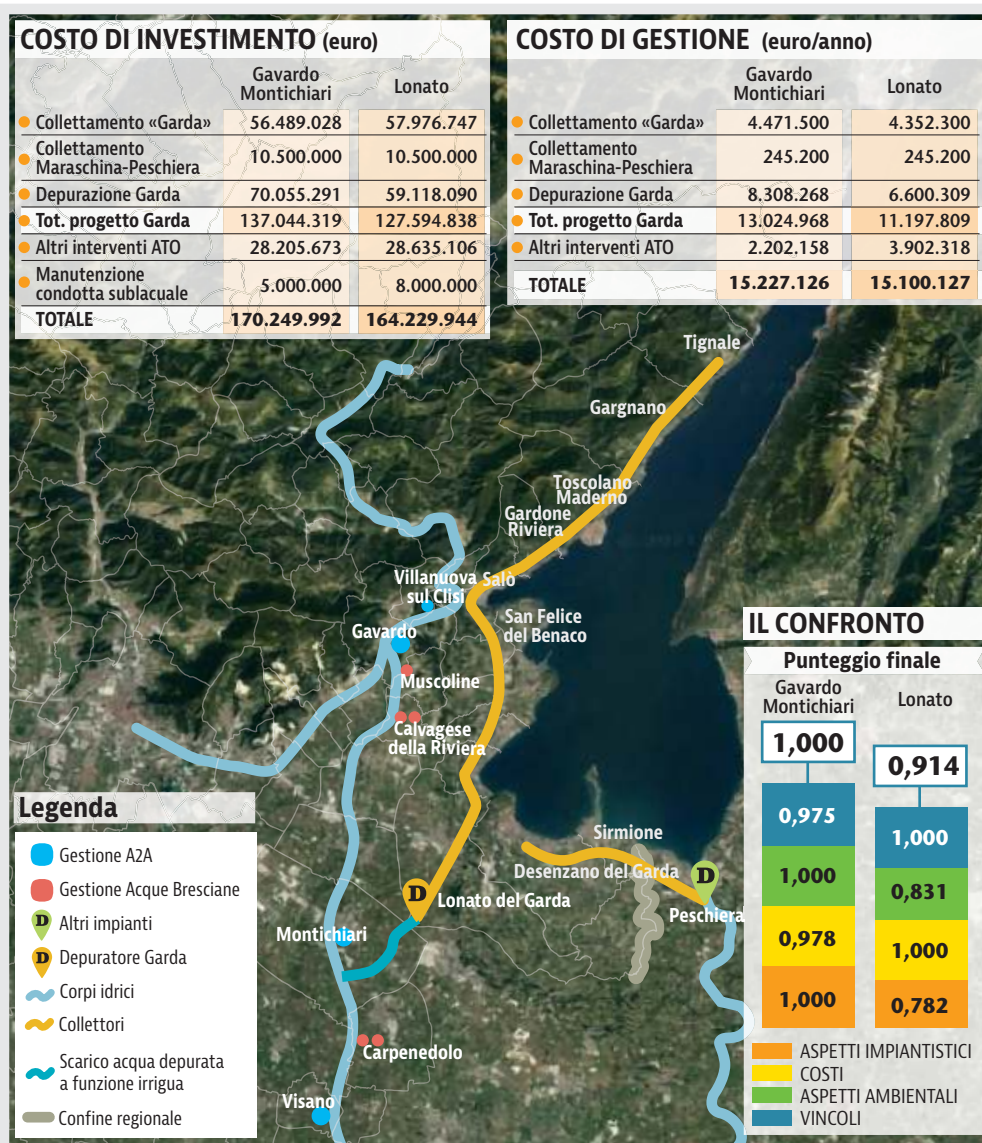 COSTO DI INVESTIMENTO (euro)
Gavardo
Montichiari
Lonato
Collettamento «Garda» 56.489.028 57.976.747
Collettamento
Maraschina-Peschiera 10.500.000 10.500.000
Depurazione Garda 70.055.291 59.118.090
Tot. progetto Garda 137.044.319 127.594.838
Altri interventi ATO 28.205.673 28.635.106
Manutenzione
condotta sublacuale 5.000.000 8.000.000
TOTALE 170.249.992 164.229.944
COSTO DI GESTIONE (euro/anno)
Gavardo
Montichiari
Lonato
Collettamento «Garda» 4.471.500 4.352.300
Collettamento
Maraschina-Peschiera 245.200 245.200
Depurazione Garda 8.308.268 6.600.309
Tot. progetto Garda 13.024.968 11.197.809
Altri interventi ATO 2.202.158 3.902.318
TOTALE 15.227.126 15.100.127
Tignale
Gargnano
Toscolano
Maderno
Gardone
Riviera
Villanuova
sul Clisi
Salò
San Felice
del Benaco
Gavardo
Muscoline
Calvagese
della Riviera
Sirmione
Desenzano del Garda
D
Peschiera
D
Lonato del Garda
Montichiari
Carpenedolo
Visano
Legenda
Gestione A2A
Gestione Acque Bresciane
D
Altri impianti
D
Depuratore Garda
Corpi idrici
Collettori
Scarico acqua depurata
a funzione irrigua
Confine regionale
IL CONFRONTO
Punteggio finale
Gavardo
Montichiari
Lonato
1,000
0,914
0,975
1,000
1,000
0,831
0,978
1,000
1,000
0,782
ASPETTI IMPIANTISTICI
COSTI
ASPETTI AMBIENTALI
VINCOLI